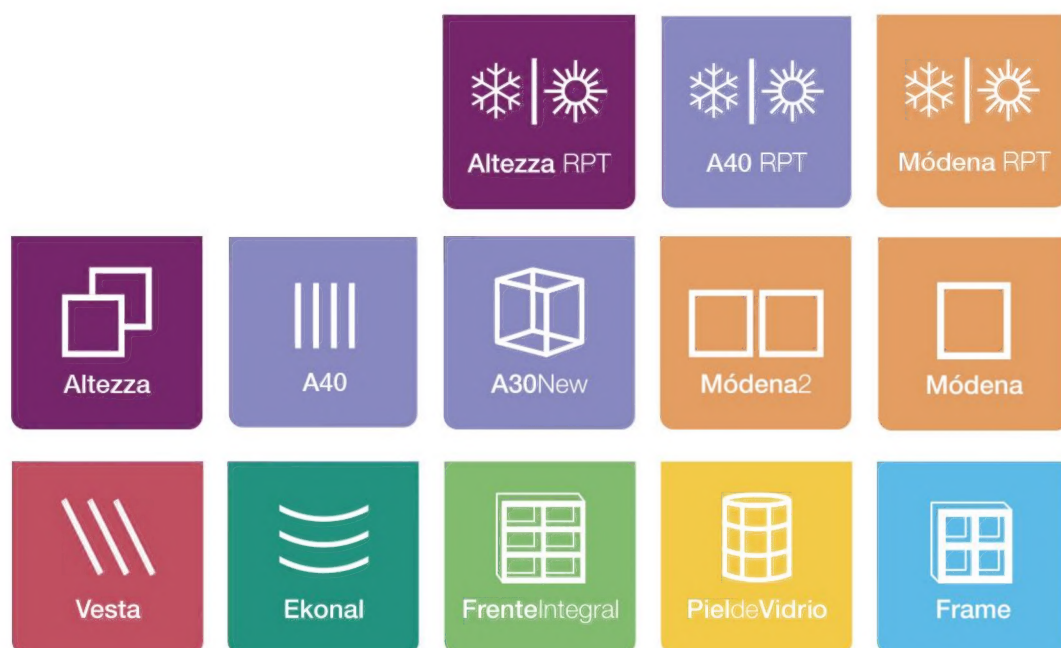 Altezza RPT
A40 RPT
Módena RPT
Altezza
A40
A30New
Módena2
Módena
Vesta
Ekonal
FrenteIntegral
PieldeVidrio
Frame